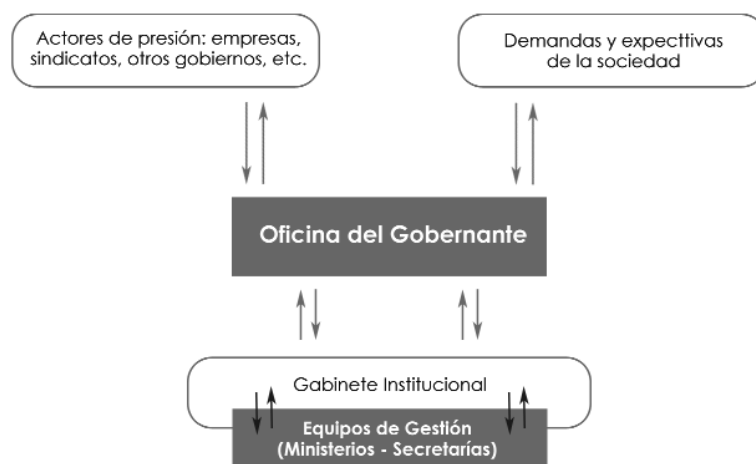 Actores de presión: empresas,
sindicatos, otros gobiernos, etc.
Demandas y expecttivas
de la sociedad
Oficina del Gobernante
Gabinete Institucional
Equipos de Gestión
(Ministerios - Secretarías)